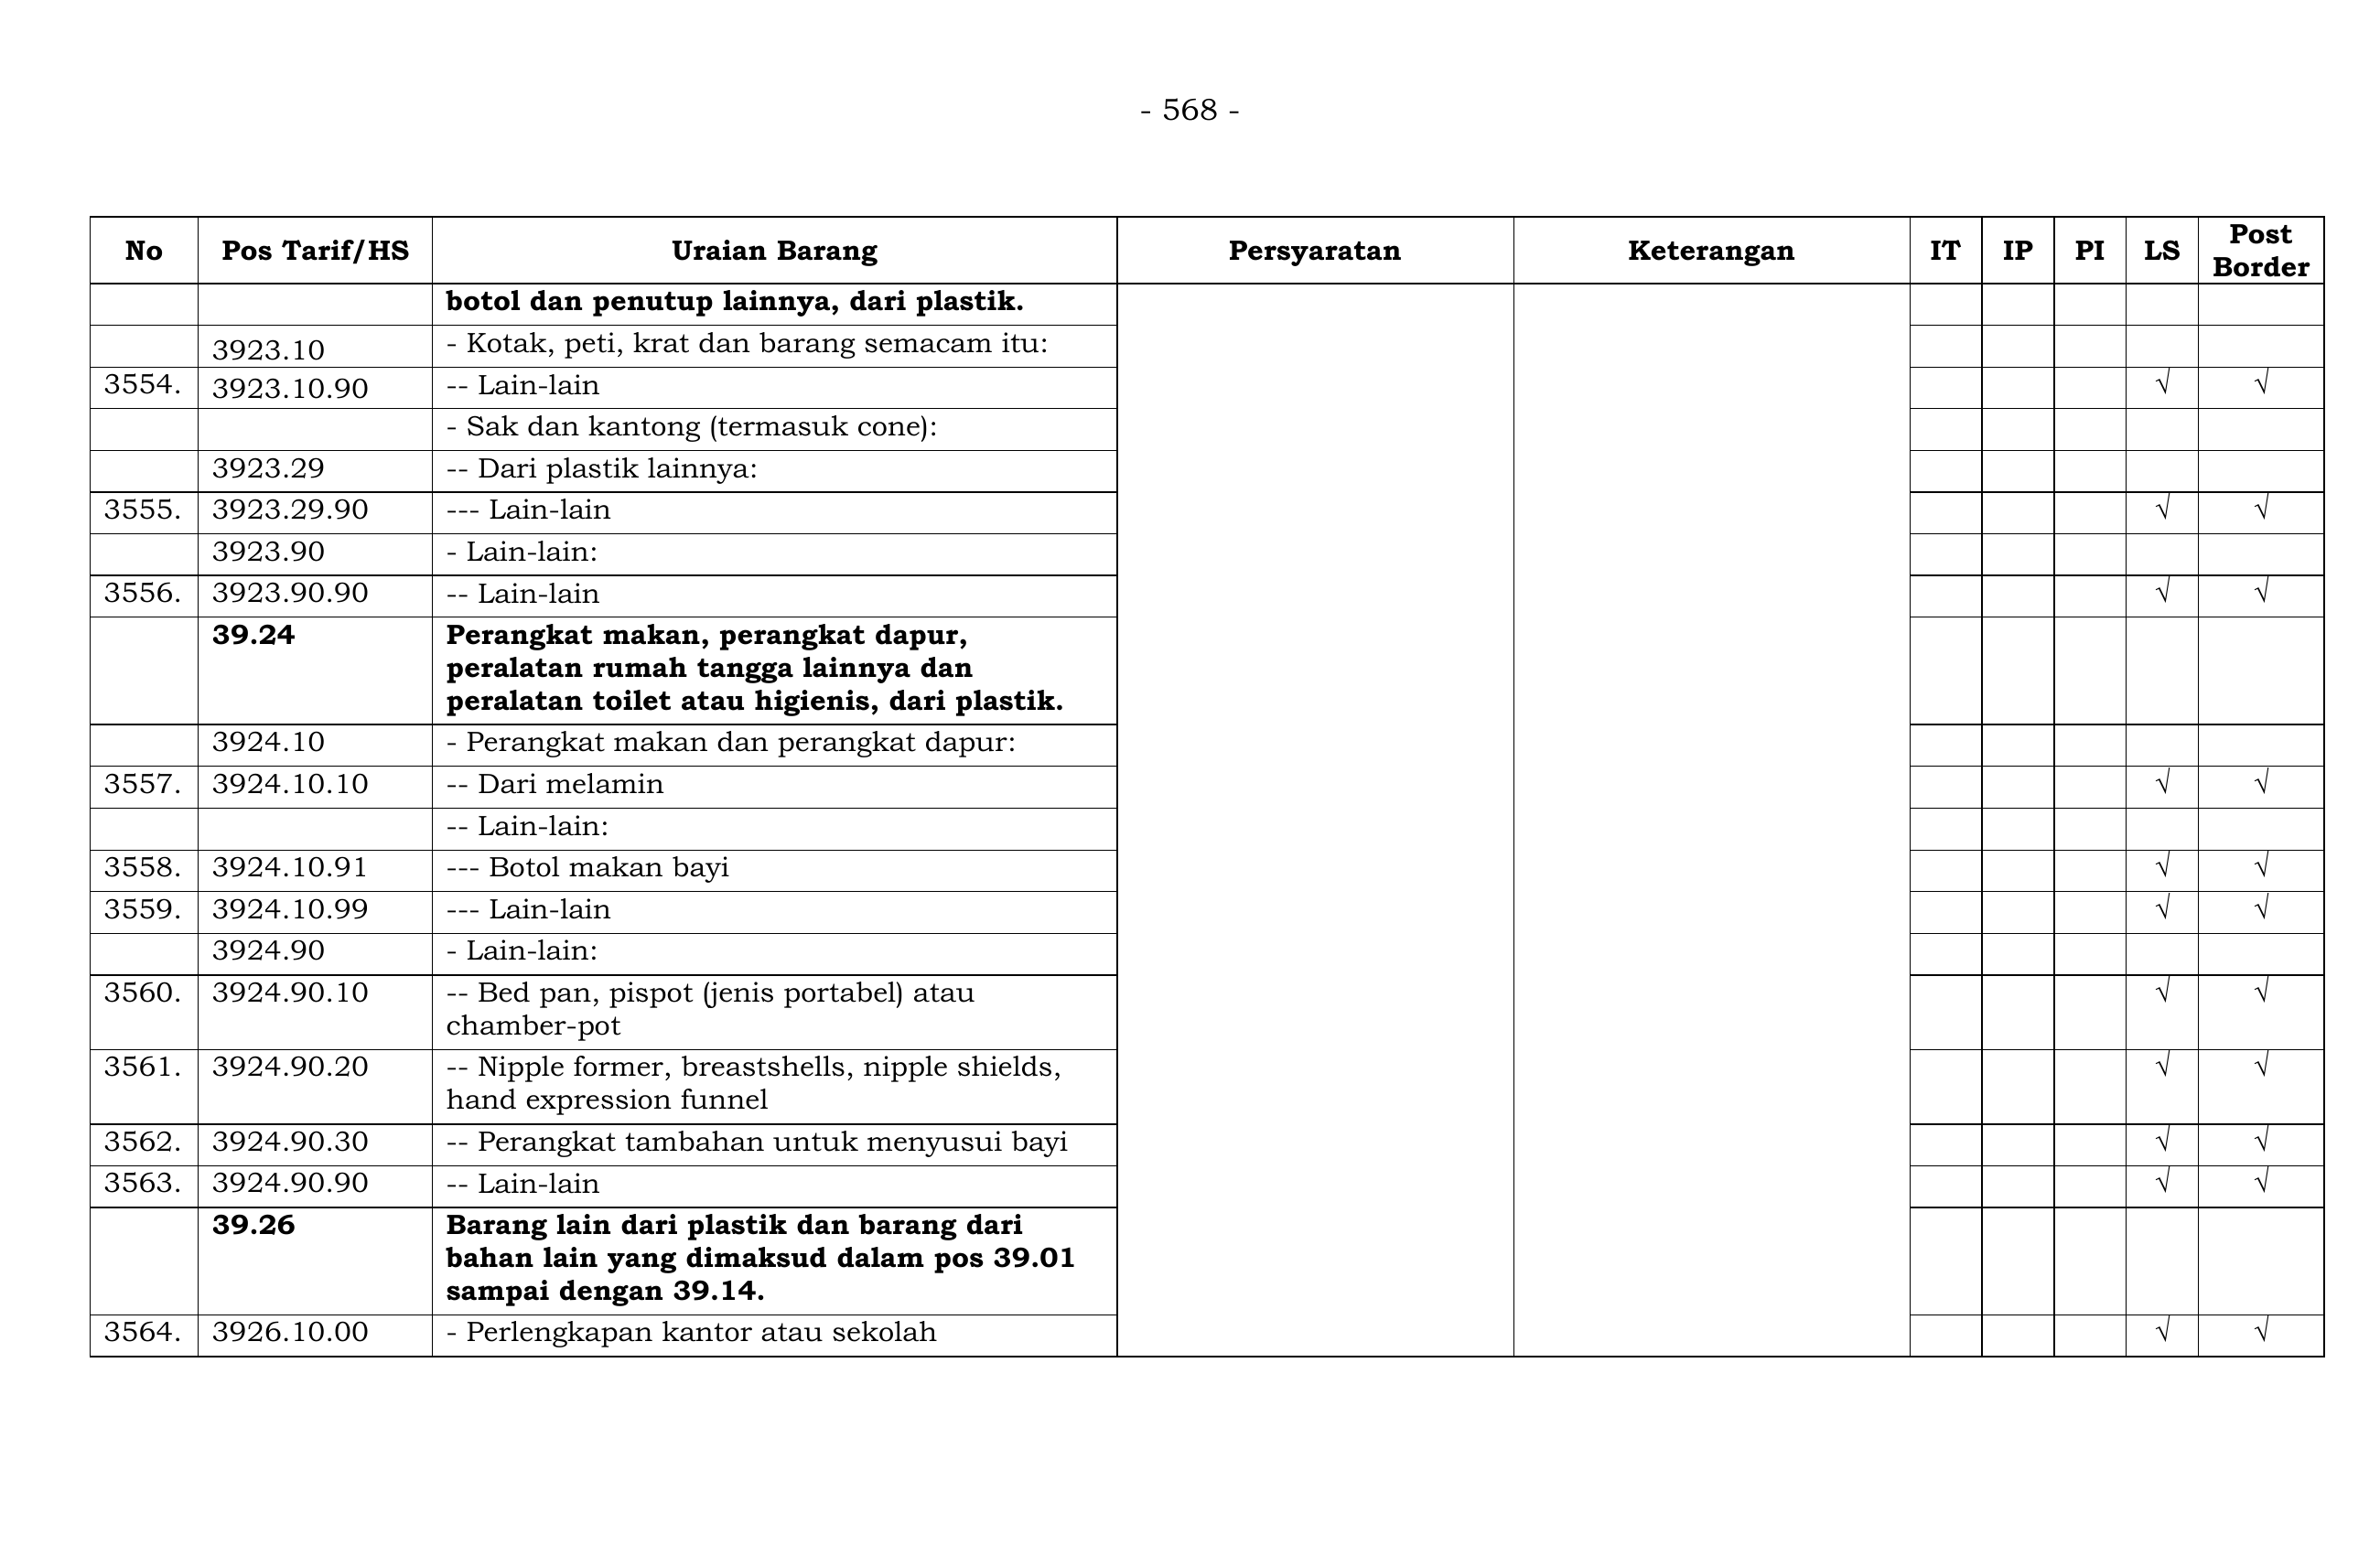 - 568 -
No Pos Tarif/HS Uraian Barang Persyaratan Keterangan IT IP PI LS Post Border
botol dan penutup lainnya, dari plastik.
3923.10 - Kotak, peti, krat dan barang semacam itu:
3554. 3923.10.90 -- Lain-lain √ √
- Sak dan kantong (termasuk cone):
3923.29 -- Dari plastik lainnya:
3555. 3923.29.90 --- Lain-lain √ √
3923.90 - Lain-lain:
3556. 3923.90.90 -- Lain-lain √ √
39.24 Perangkat makan, perangkat dapur,
peralatan rumah tangga lainnya dan
peralatan toilet atau higienis, dari plastik.
3924.10 - Perangkat makan dan perangkat dapur:
3557. 3924.10.10 -- Dari melamin √ √
-- Lain-lain:
3558. 3924.10.91 --- Botol makan bayi √ √
3559. 3924.10.99 --- Lain-lain √ √
3924.90 - Lain-lain:
3560. 3924.90.10 -- Bed pan, pispot (jenis portabel) atau √ √
chamber-pot
3561. 3924.90.20 -- Nipple former, breastshells, nipple shields, √ √
hand expression funnel
3562. 3924.90.30 -- Perangkat tambahan untuk menyusui bayi √ √
3563. 3924.90.90 -- Lain-lain √ √
39.26 Barang lain dari plastik dan barang dari
bahan lain yang dimaksud dalam pos 39.01
sampai dengan 39.14.
3564. 3926.10.00 - Perlengkapan kantor atau sekolah √ √